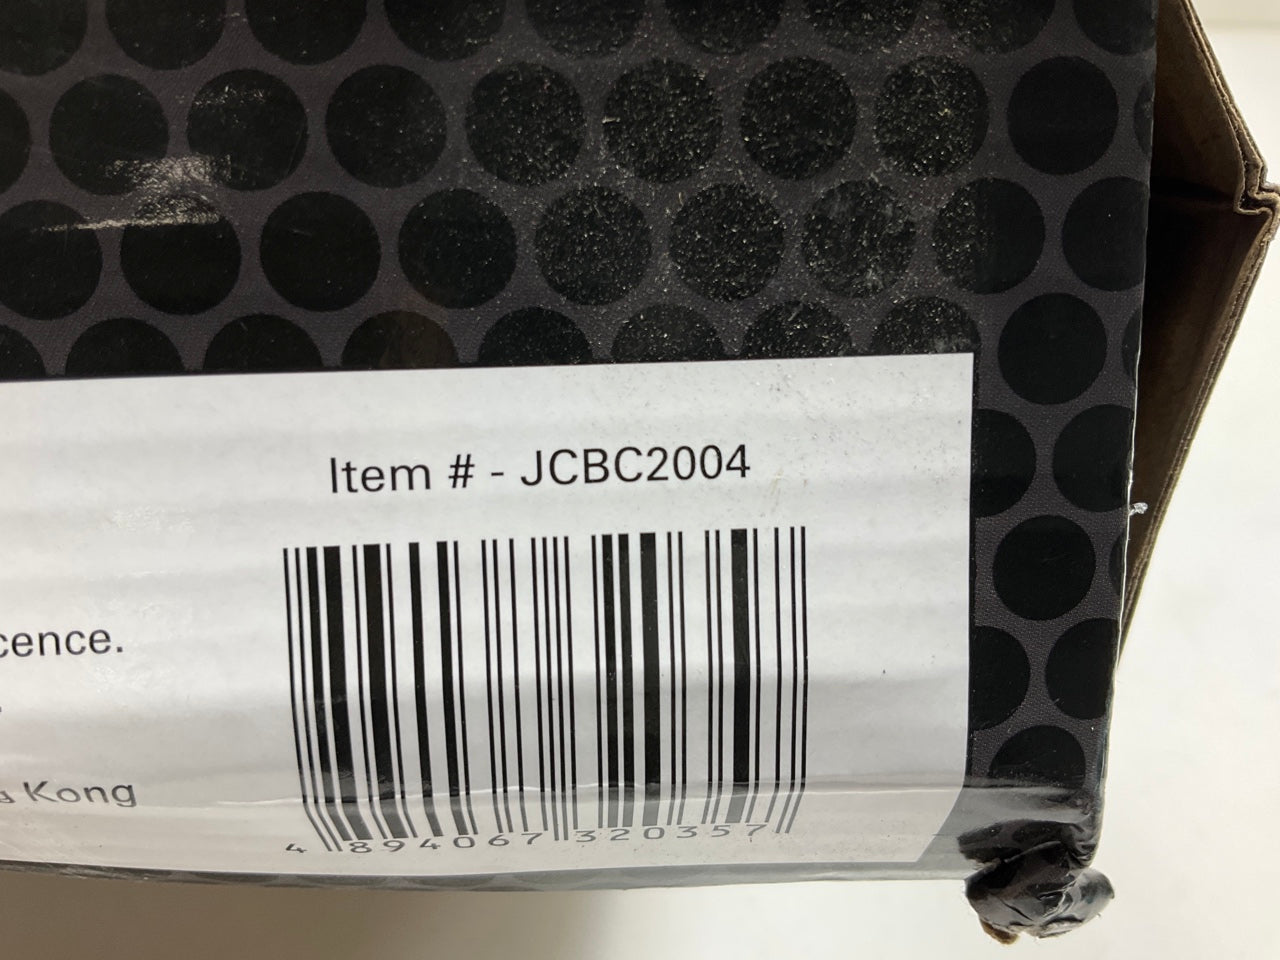 Item # - JCBC2004
cence.
Kong
4 894067 320357